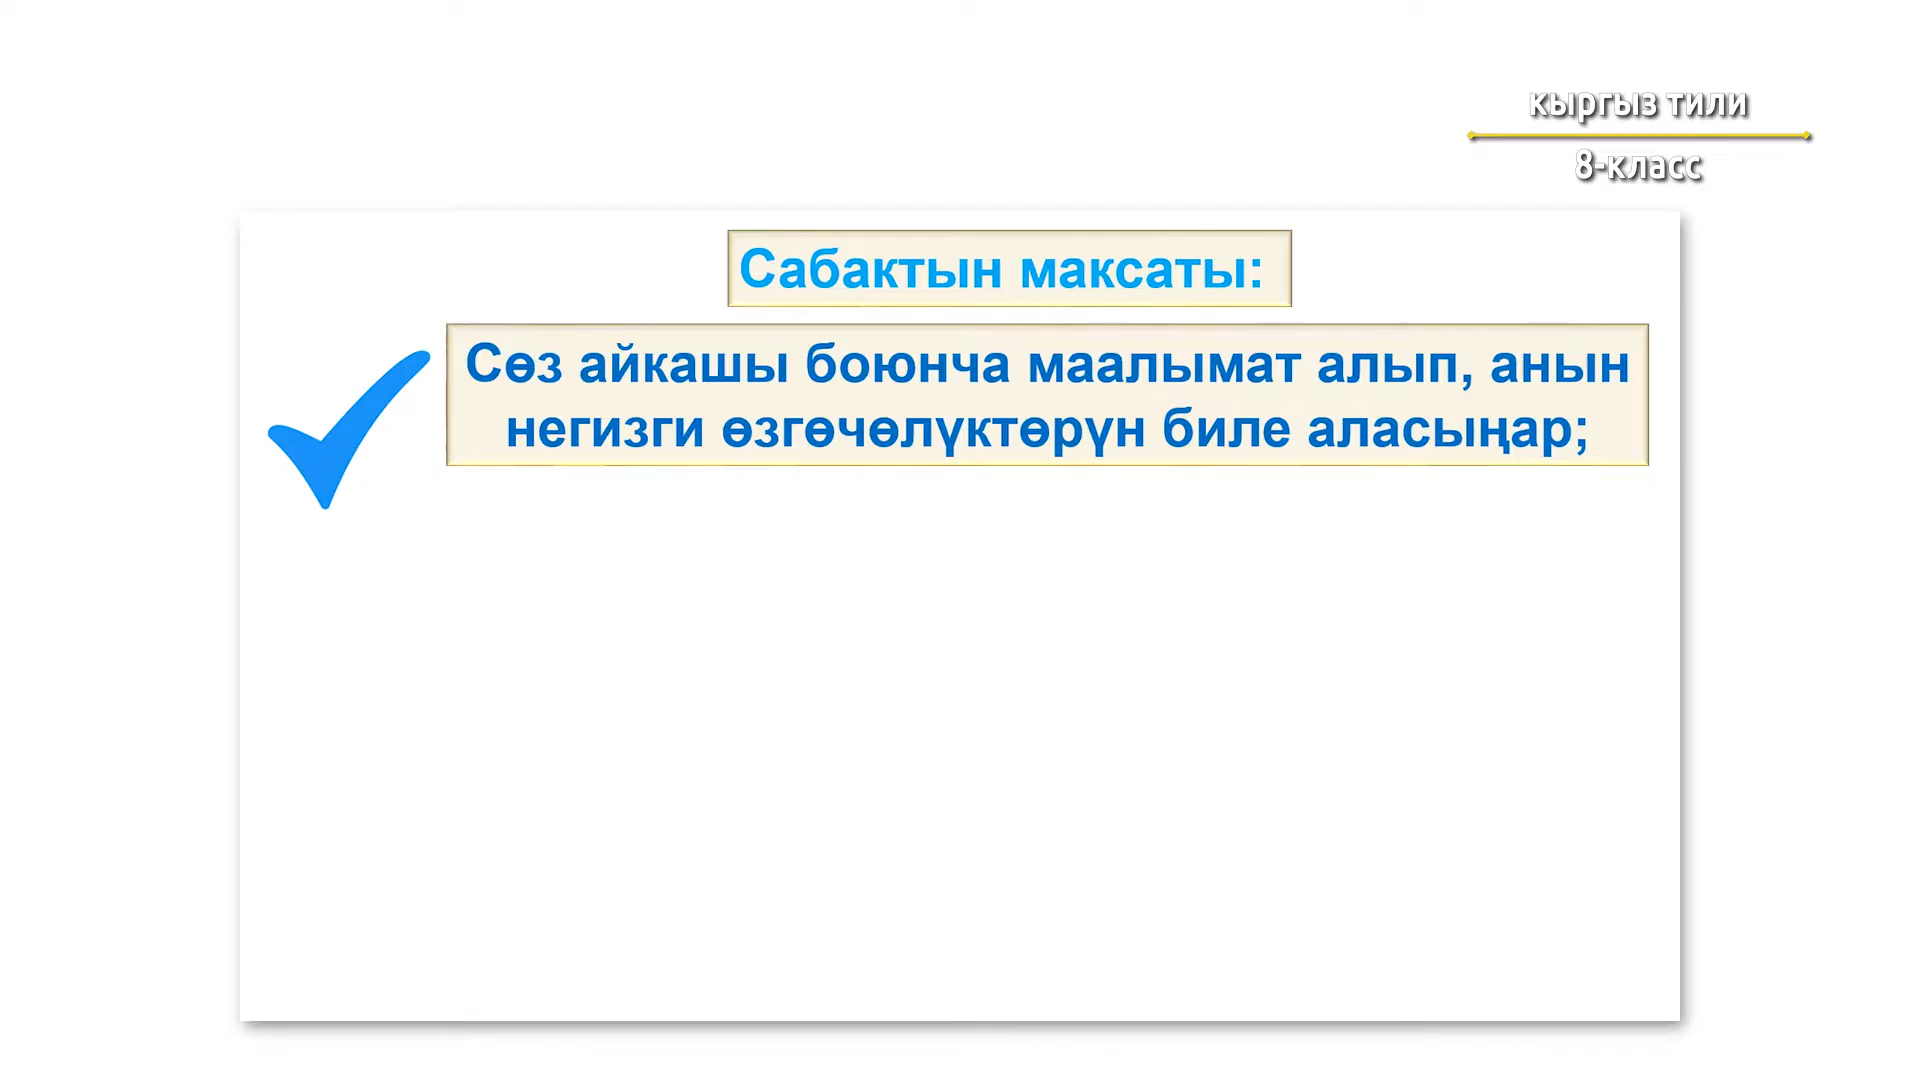 кыргыз тили
8-класс
Сабактын максаты:
Сөз айкашы боюнча маалымат алып, анын
негизги өзгөчөлүктөрүн биле аласыңар;